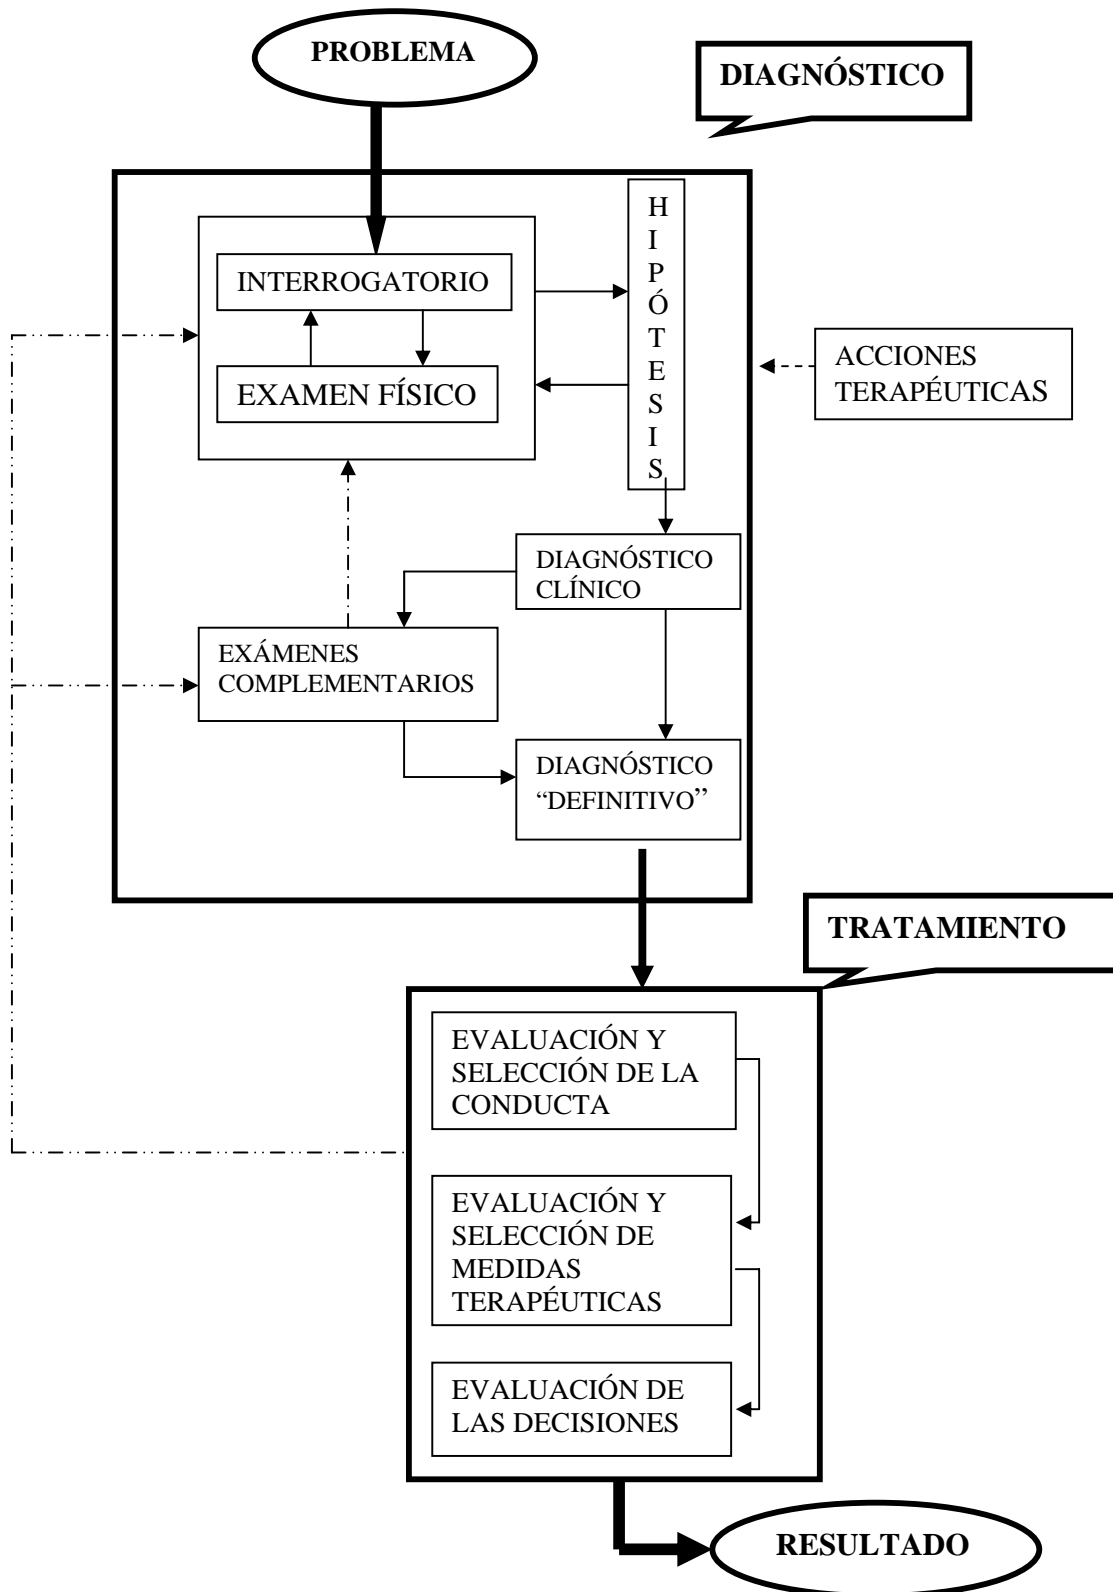 PROBLEMA
DIAGNÓSTICO
H
I
P
Ó
T
E
S
I
S
INTERROGATORIO
EXAMEN FÍSICO
ACCIONES
TERAPÉUTICAS
DIAGNÓSTICO
CLÍNICO
EXÁMENES
COMPLEMENTARIOS
DIAGNÓSTICO
“DEFINITIVO”
TRATAMIENTO
EVALUACIÓN Y
SELECCIÓN DE LA
CONDUCTA
EVALUACIÓN Y
SELECCIÓN DE
MEDIDAS
TERAPÉUTICAS
EVALUACIÓN DE
LAS DECISIONES
RESULTADO